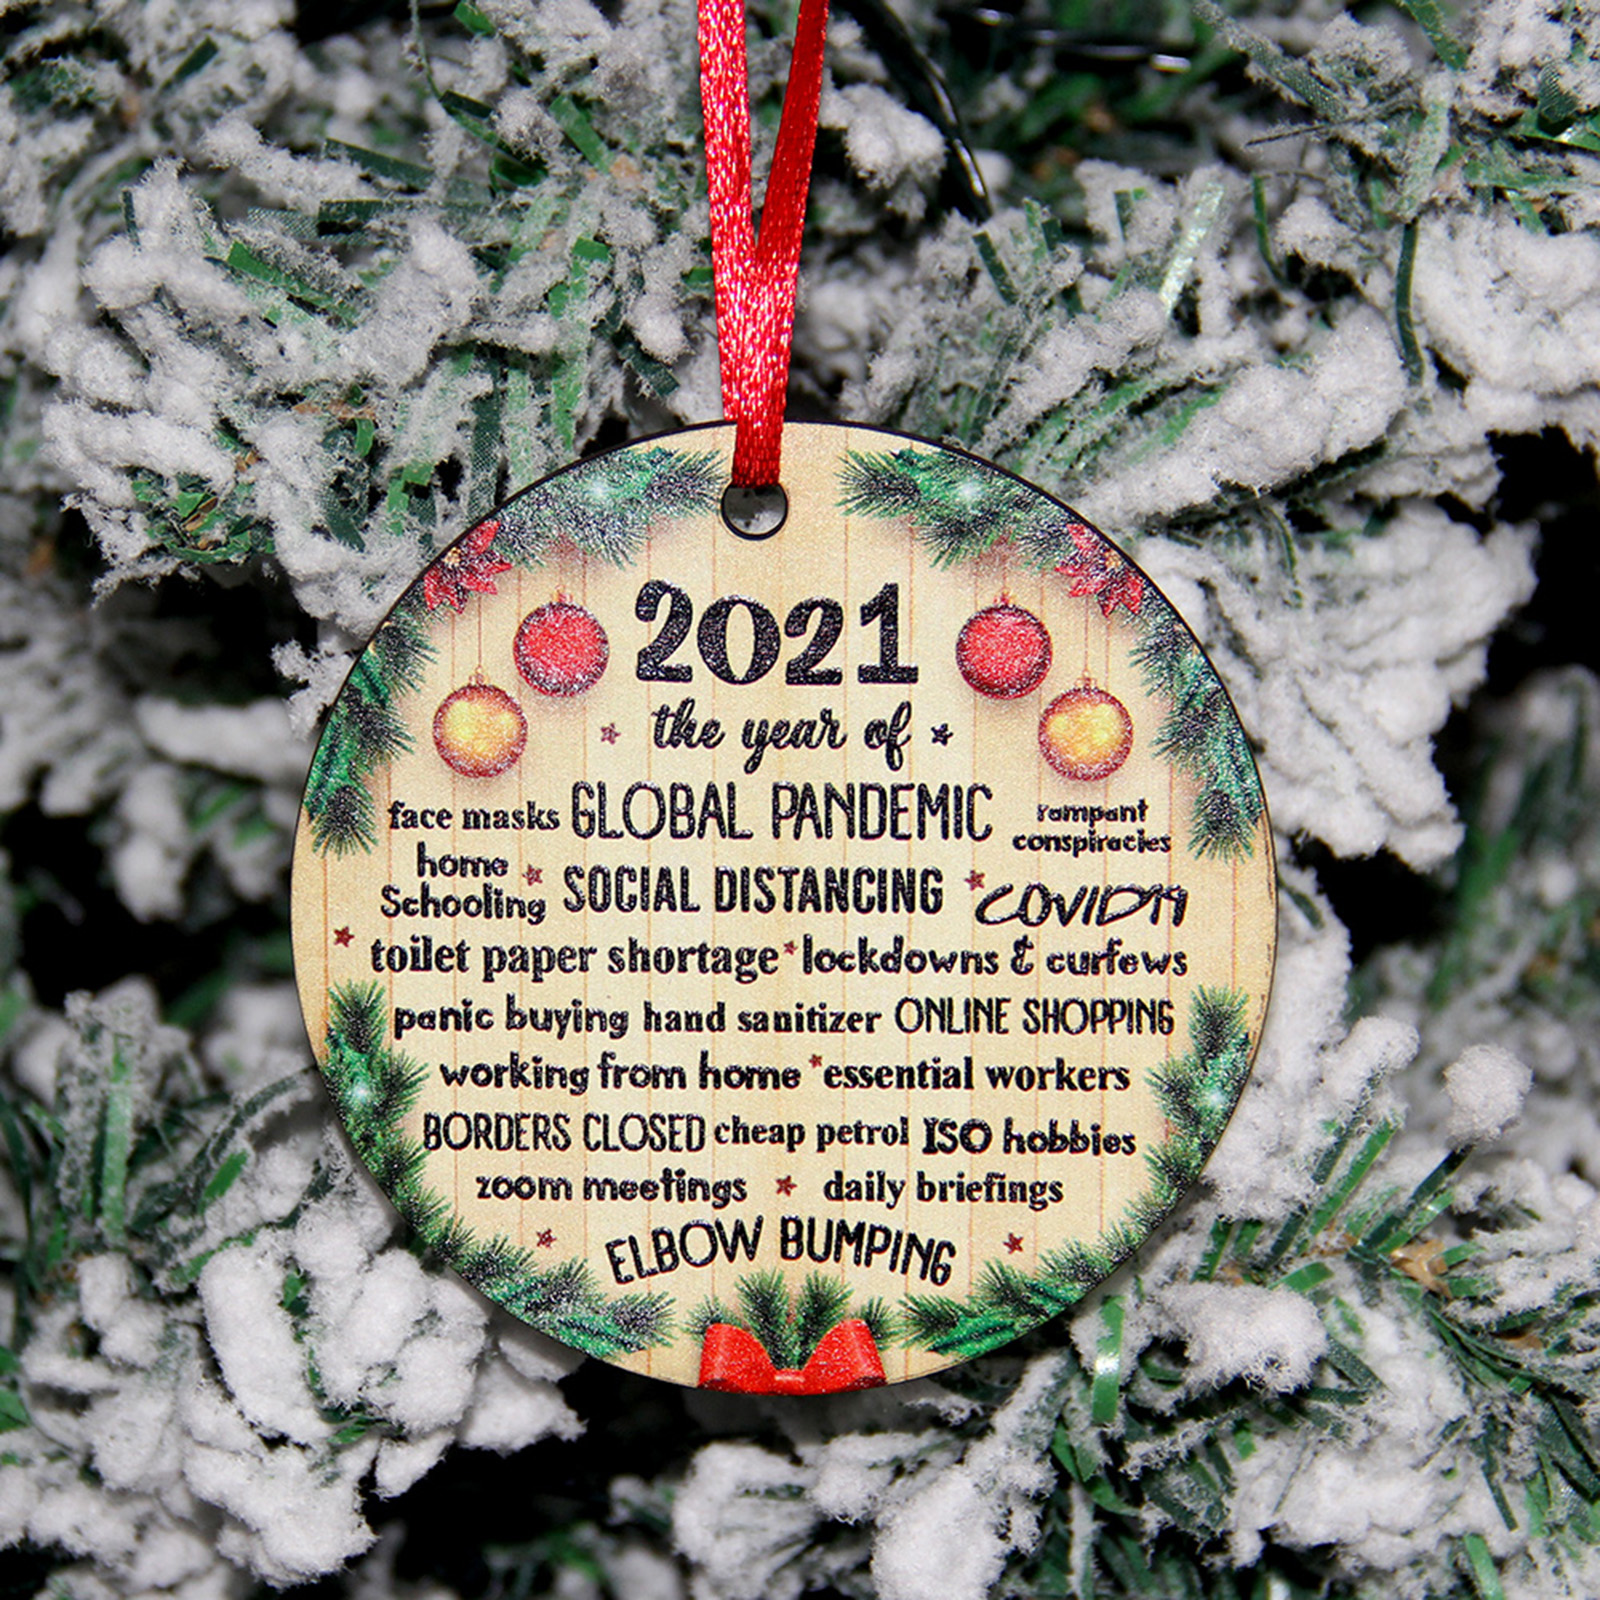 2021
the year of
face masks GLOBAL PANDEMIC rampant conspiracies
home Schooling SOCIAL DISTANCING COVID19
toilet paper shortage lockdowns & curfews
panic buying hand sanitizer ONLINE SHOPPING
working from home essential workers
BORDERS CLOSED cheap petrol ISO hobbies
zoom meetings daily briefings
ELBOW BUMPING